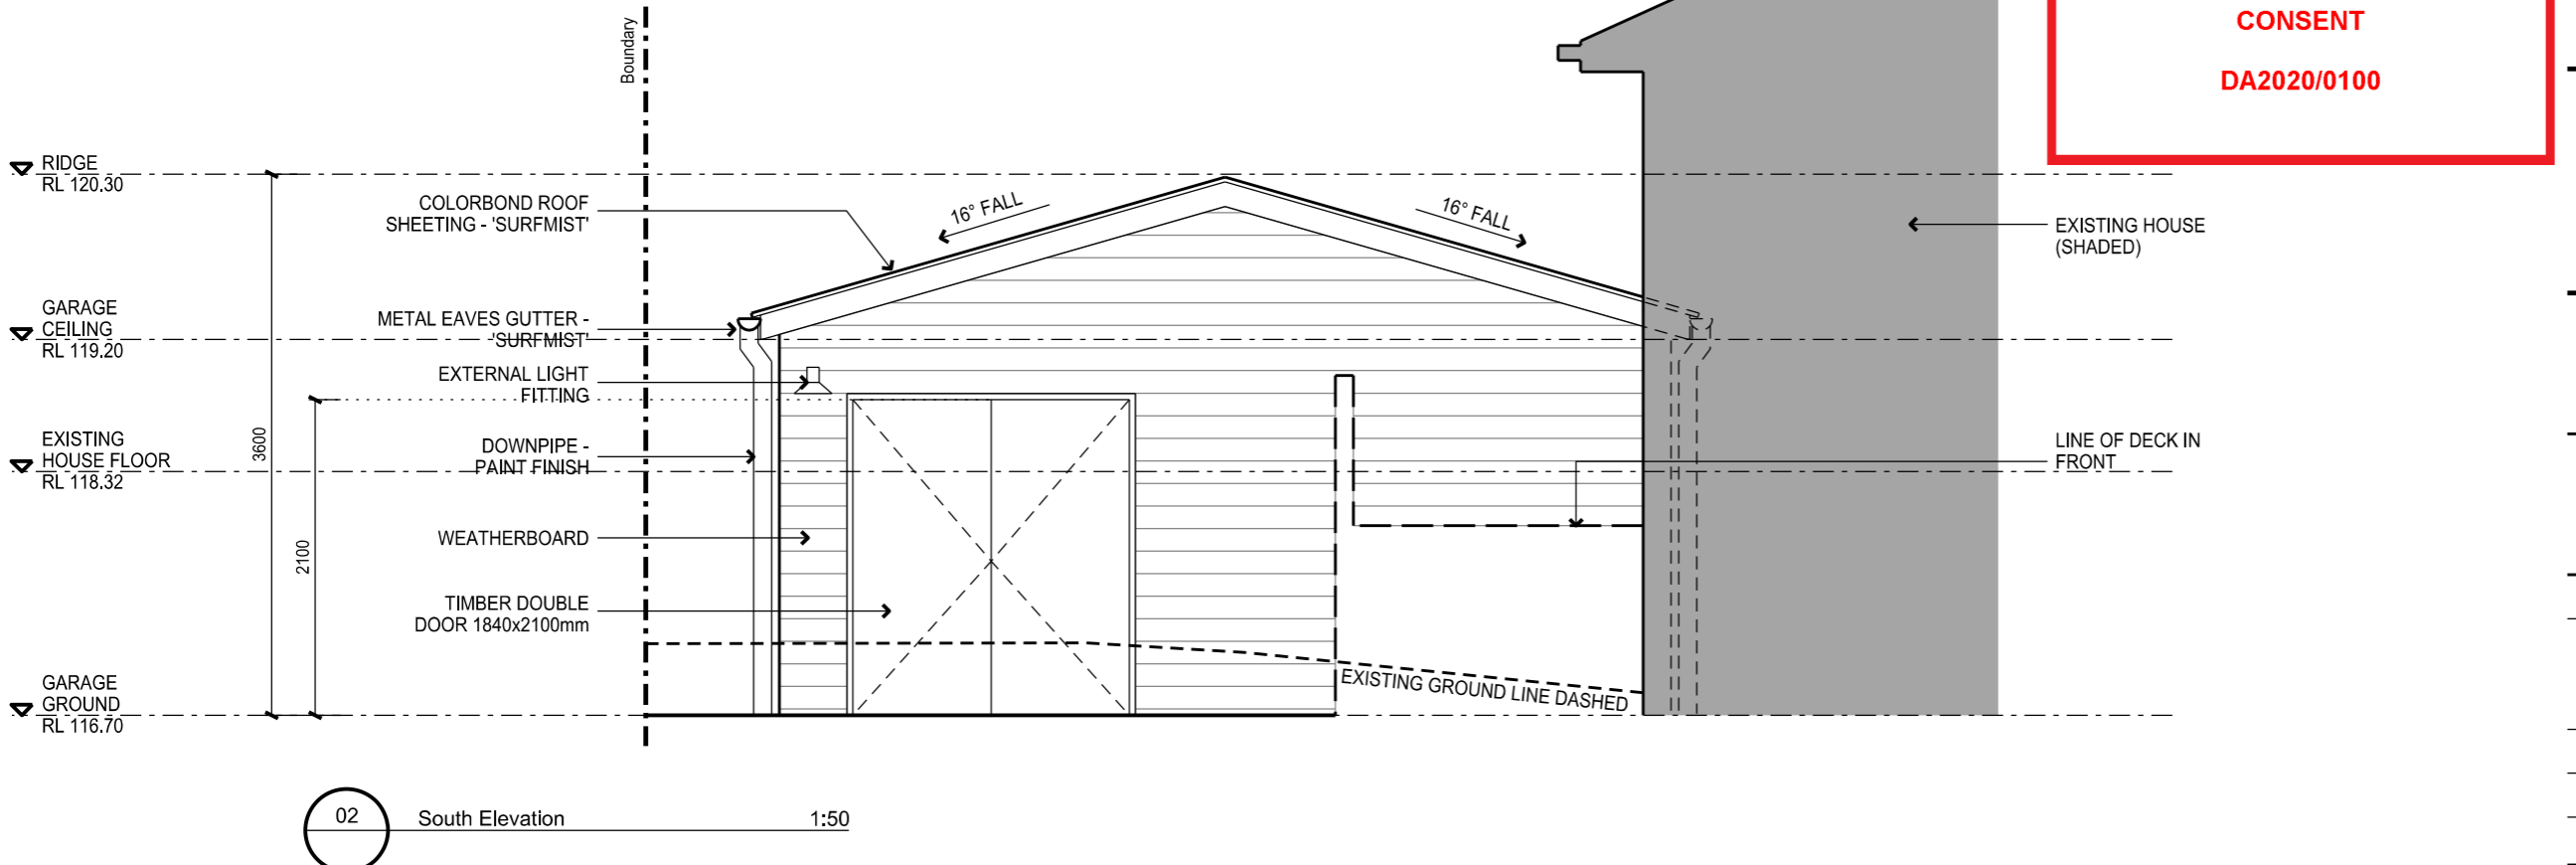 CONSENT
DA2020/0100
Boundary
RIDGE
RL 120.30
COLORBOND ROOF
SHEETING - 'SURFMIST'
16° FALL
16° FALL
EXISTING HOUSE
(SHADED)
GARAGE
CEILING
RL 119.20
METAL EAVES GUTTER -
'SURFMIST'
EXTERNAL LIGHT
FITTING
EXISTING
HOUSE FLOOR
RL 118.32
3600
DOWNPIPE -
PAINT FINISH
LINE OF DECK IN
FRONT
2100
WEATHERBOARD
TIMBER DOUBLE
DOOR 1840x2100mm
GARAGE
GROUND
RL 116.70
EXISTING GROUND LINE DASHED
02
South Elevation
1:50